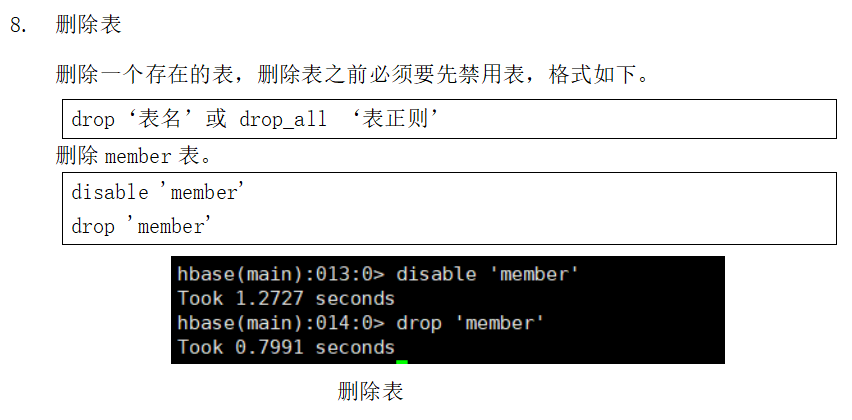 8. 删除表
删除一个存在的表，删除表之前必须要先禁用表，格式如下。
drop‘表名’或 drop_all ‘表正则’
删除 member 表。
disable 'member'
drop 'member'
hbase(main):013:0> disable 'member'
Took 1.2727 seconds
hbase(main):014:0> drop 'member'
Took 0.7991 seconds
删除表